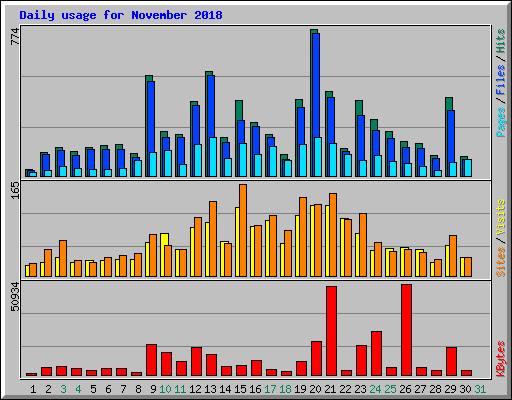 Daily usage for November 2018
774
165
50934
Pages / Files / Hits
Sites / Visits
KBytes
1 2 3 4 5 6 7 8 9 10 11 12 13 14 15 16 17 18 19 20 21 22 23 24 25 26 27 28 29 30 31